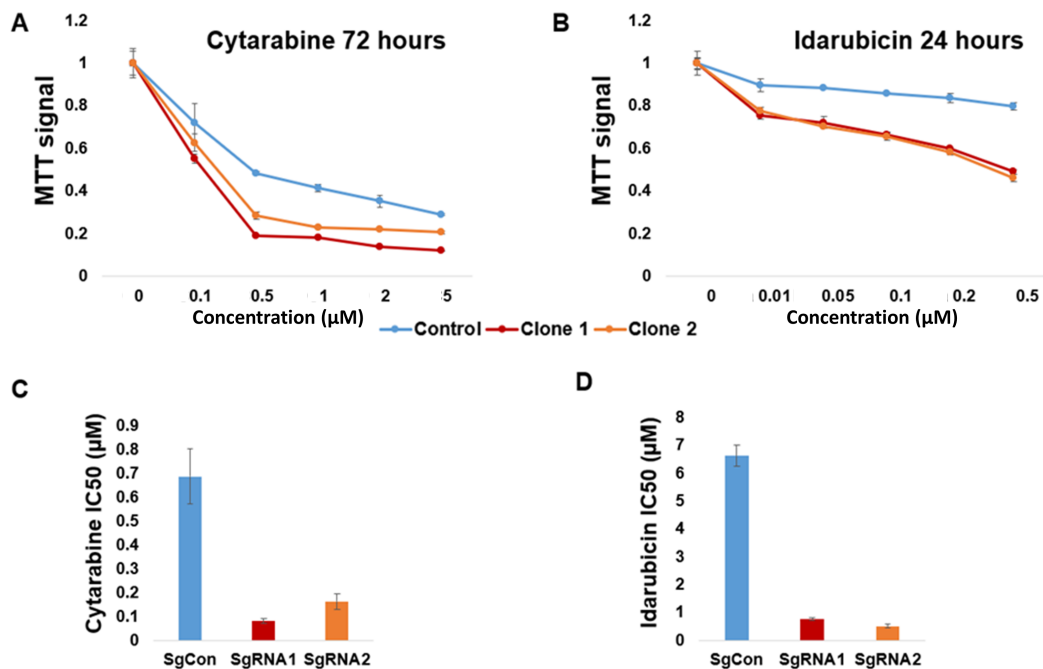 A
Cytarabine 72 hours
MTT signal
1.2
1
0.8
0.6
0.4
0.2
0
0 0.1 0.5 1 2 5
Concentration (µM)
B
Idarubicin 24 hours
MTT signal
1.2
1
0.8
0.6
0.4
0.2
0
0 0.01 0.05 0.1 0.2 0.5
Concentration (µM)
Control Clone 1 Clone 2
C
Cytarabine IC50 (µM)
0.9
0.8
0.7
0.6
0.5
0.4
0.3
0.2
0.1
0
SgCon SgRNA1 SgRNA2
D
Idarubicin IC50 (µM)
8
7
6
5
4
3
2
1
0
SgCon SgRNA1 SgRNA2